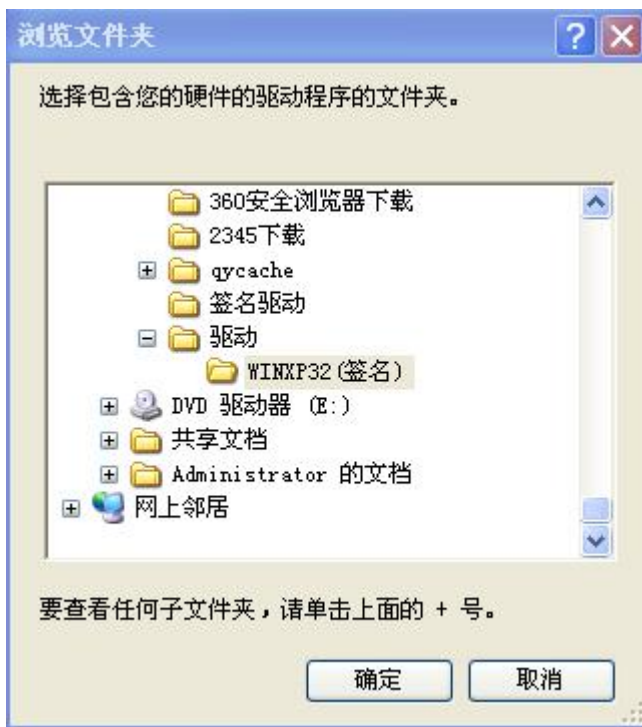 浏览文件夹
选择包含您的硬件的驱动程序的文件夹。
360安全浏览器下载
2345下载
qycache
签名驱动
驱动
WINXP32(签名)
DVD 驱动器 (E:)
共享文档
Administrator 的文档
网上邻居
要查看任何子文件夹，请单击上面的 + 号。
确定
取消